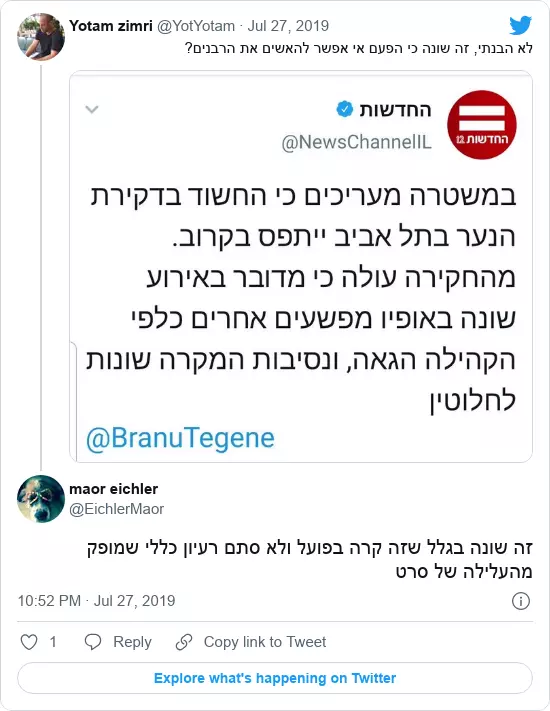 Yotam zimri @YotYotam · Jul 27, 2019
לא הבנתי, זה שונה כי הפעם אי אפשר להאשים את הרבנים?
החדשות
@NewsChannelIL
החדשות 12
במשטרה מעריכים כי החשוד בדקירת
הנער בתל אביב ייתפס בקרוב.
מהחקירה עולה כי מדובר באירוע
שונה באופיו מפשעים אחרים כלפי
הקהילה הגאה, ונסיבות המקרה שונות
לחלוטין
@BranuTegene
maor eichler
@EichlerMaor
זה שונה בגלל שזה קרה בפועל ולא סתם רעיון כללי שמופק
מהעלילה של סרט
10:52 PM · Jul 27, 2019
1 Reply Copy link to Tweet
Explore what's happening on Twitter